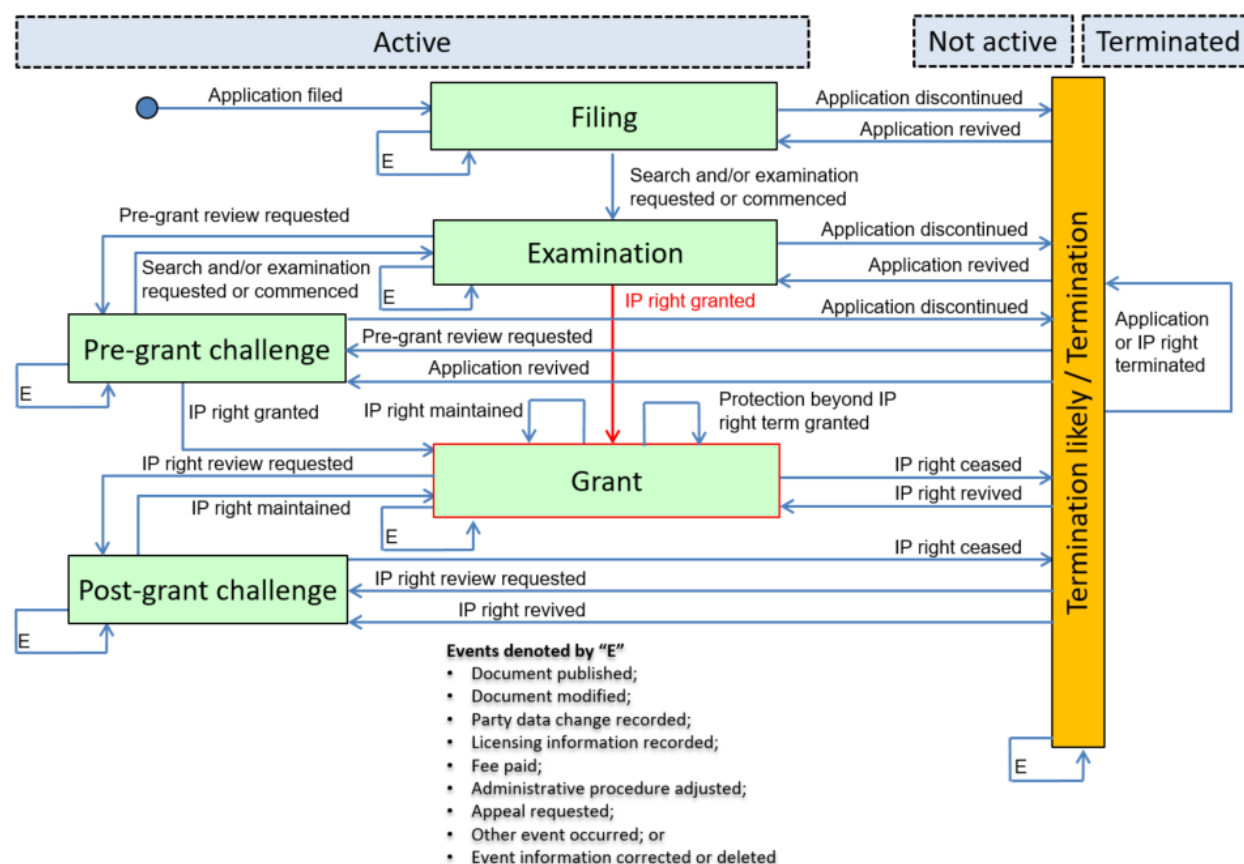 Active
Not active
Terminated
Application filed
Filing
Application discontinued
Application revived
E
Search and/or examination
requested or commenced
Pre-grant review requested
Examination
Application discontinued
Search and/or examination
requested or commenced
E
Application revived
IP right granted
Application discontinued
Pre-grant challenge
Pre-grant review requested
Application revived
E
Application
or IP right
terminated
Termination likely / Termination
IP right granted
IP right maintained
Protection beyond IP
right term granted
IP right review requested
Grant
IP right ceased
IP right revived
IP right maintained
E
IP right ceased
Post-grant challenge
IP right review requested
IP right revived
E
Events denoted by “E”
• Document published;
• Document modified;
• Party data change recorded;
• Licensing information recorded;
• Fee paid;
• Administrative procedure adjusted;
• Appeal requested;
• Other event occurred; or
• Event information corrected or deleted
E